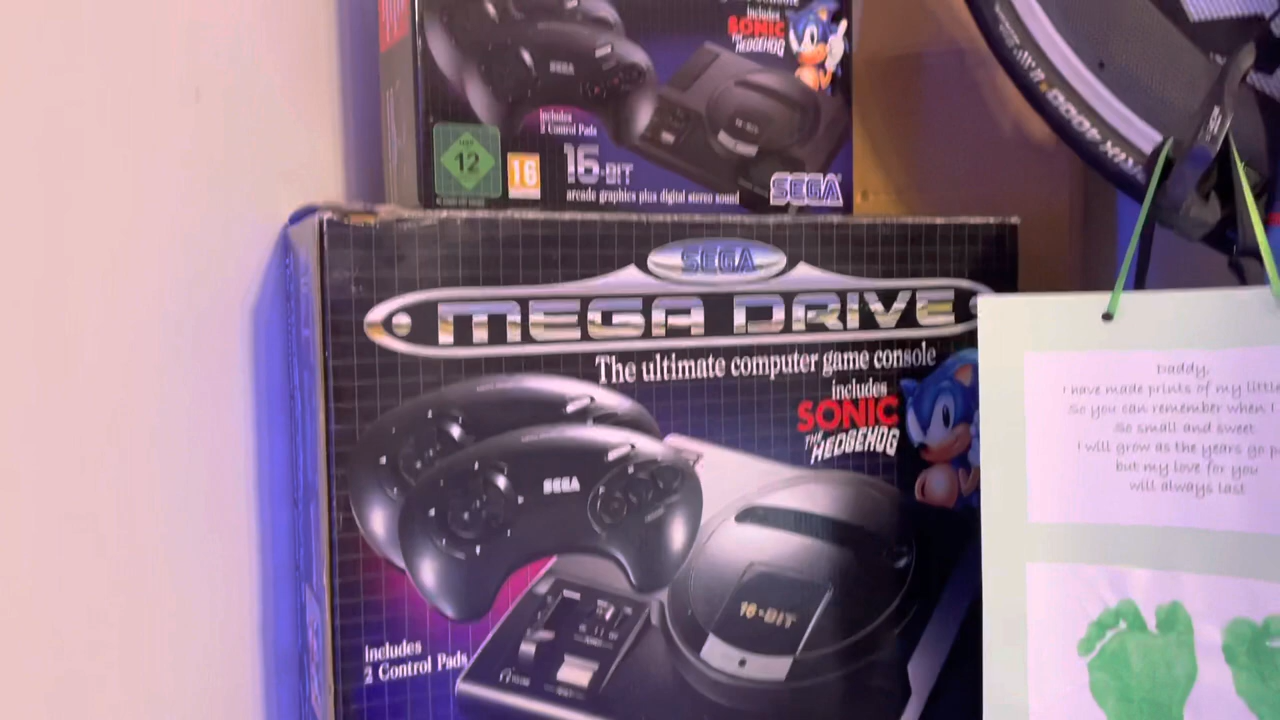 includes
SONIC
THE HEDGEHOG
SEGA
includes
2 Control Pads
12
16
16-BIT
arcade graphics plus digital stereo sound
SEGA
SEGA
MEGA DRIVE
The ultimate computer game console
includes
SONIC
THE HEDGEHOG
SEGA
16-BIT
Includes
2 Control Pads
Daddy,
I have made prints of my little
So you can remember when I
So small and sweet
I will grow as the years go
but my love for you
will always last